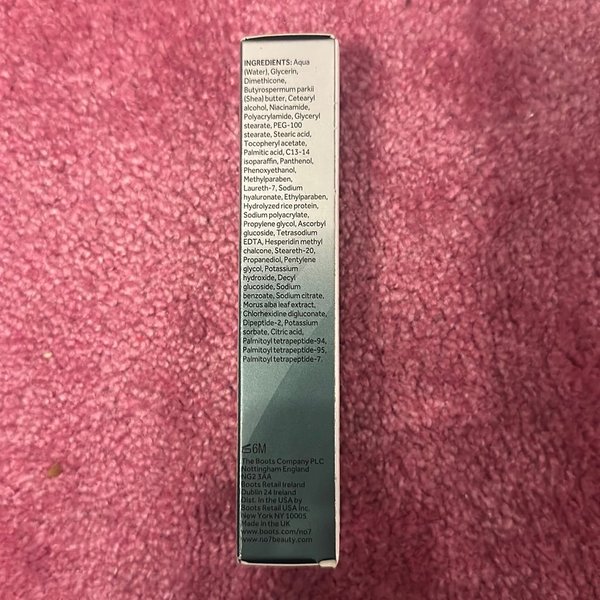 INGREDIENTS: Aqua
(Water), Glycerin,
Dimethicone,
Butyrospermum parkii
(Shea) butter, Cetearyl
alcohol, Niacinamide,
Polyacrylamide, Glyceryl
stearate, PEG-100
stearate, Stearic acid,
Tocopheryl acetate,
Palmitic acid, C13-14
isoparaffin, Panthenol,
Phenoxyethanol,
Methylparaben,
Laureth-7, Sodium
hyaluronate, Ethylparaben,
Hydrolyzed rice protein,
Sodium polyacrylate,
Propylene glycol, Ascorbyl
glucoside, Tetrasodium
EDTA, Hesperidin methyl
chalcone, Steareth-20,
Propanediol, Pentylene
glycol, Potassium
hydroxide, Decyl
glucoside, Sodium
benzoate, Sodium citrate,
Morus alba leaf extract,
Chlorhexidine digluconate,
Dipeptide-2, Potassium
sorbate, Citric acid,
Palmitoyl tetrapeptide-94,
Palmitoyl tetrapeptide-95,
Palmitoyl tetrapeptide-7.
6M
The Boots Company PLC
Nottingham England
NG2 3AA
Boots Retail Ireland
Dublin 24 Ireland
Dist. in the USA by
Boots Retail USA Inc.
New York NY 10005
Made in the UK
www.boots.com/no7
www.no7beauty.com